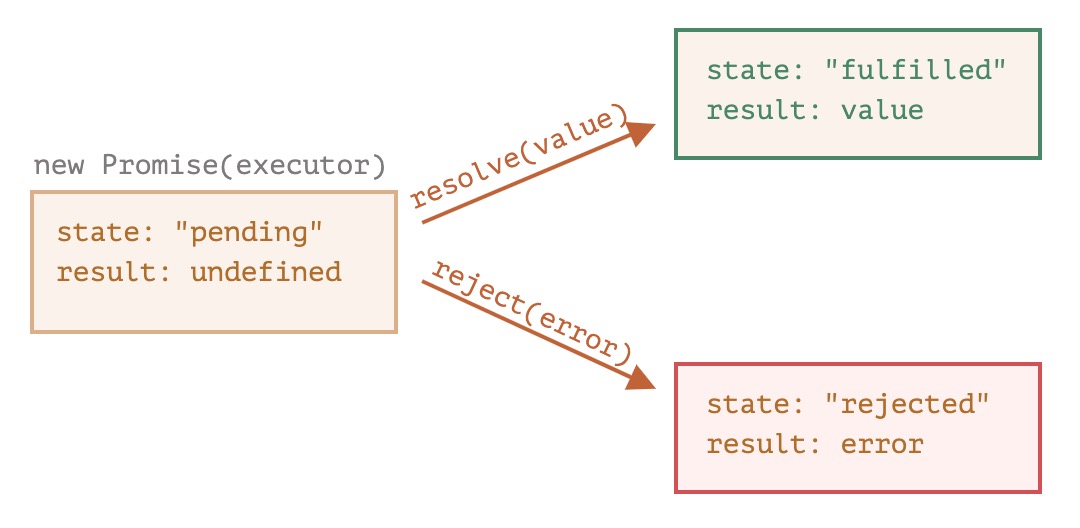 new Promise(executor)
state: "pending"
result: undefined
resolve(value)
reject(error)
state: "fulfilled"
result: value
state: "rejected"
result: error